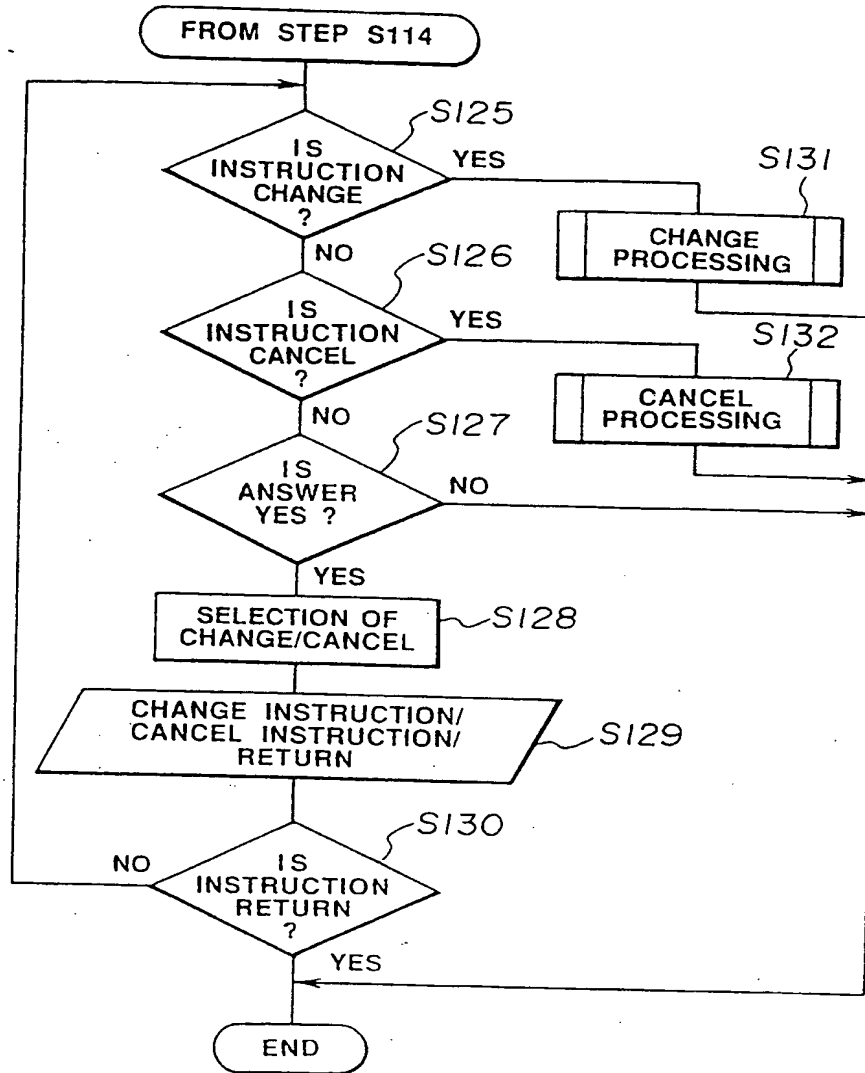 FROM STEP S114
S125
IS
INSTRUCTION
CHANGE
?
YES
NO
S131
CHANGE
PROCESSING
S126
IS
INSTRUCTION
CANCEL
?
YES
NO
S132
CANCEL
PROCESSING
S127
IS
ANSWER
YES ?
NO
YES
SELECTION OF
CHANGE/CANCEL
S128
CHANGE INSTRUCTION/
CANCEL INSTRUCTION/
RETURN
S129
S130
IS
INSTRUCTION
RETURN
?
NO
YES
END